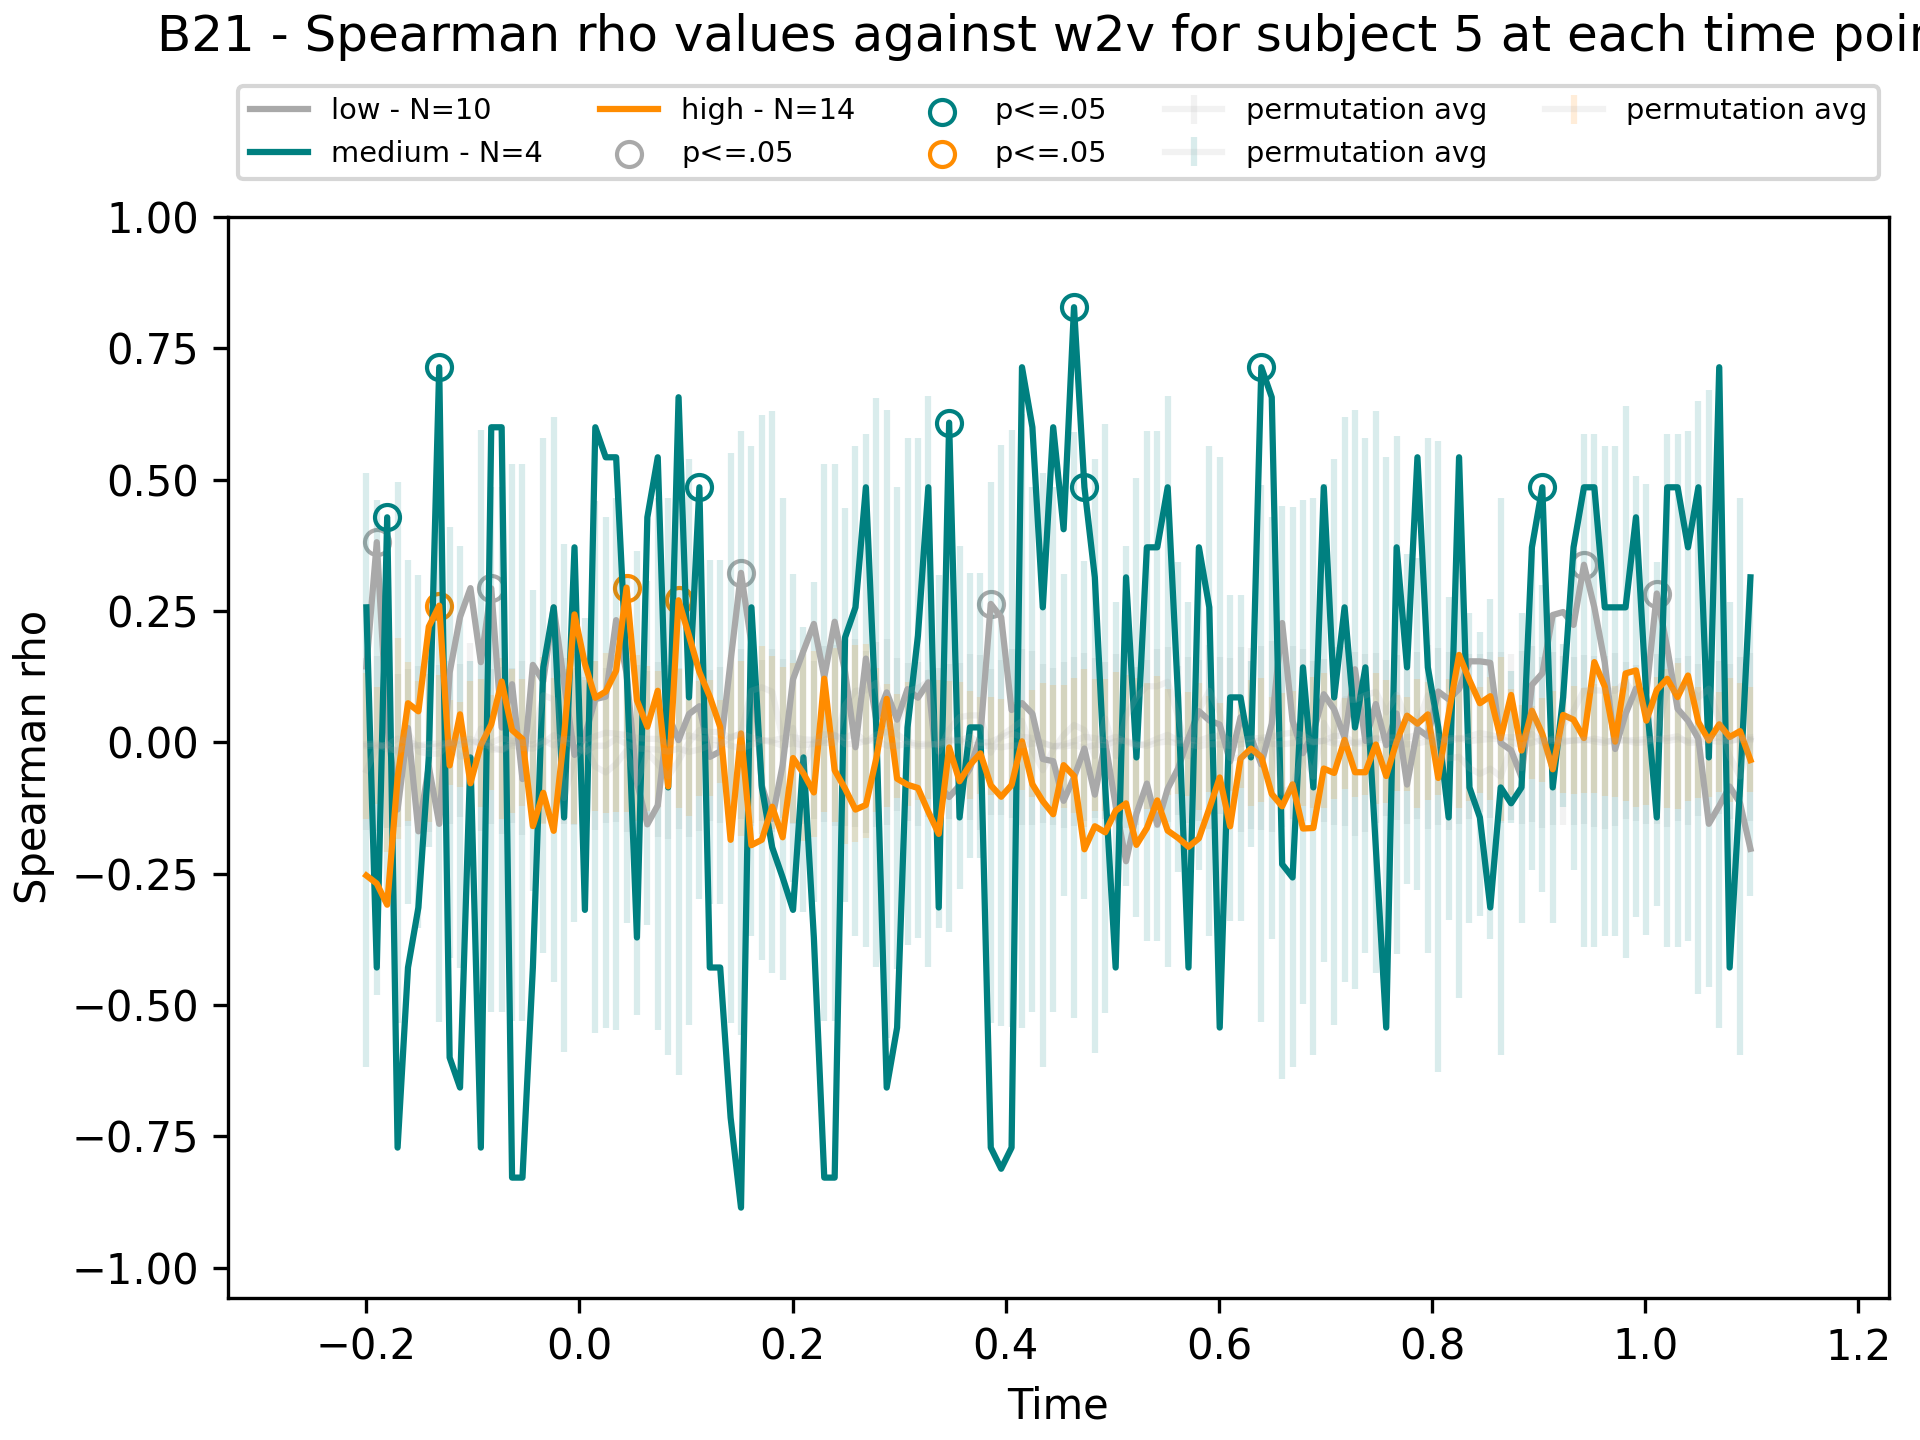 B21 - Spearman rho values against w2v for subject 5 at each time
low - N=10
medium - N=4
high - N=14
p<=.05
p<=.05
p<=.05
permutation avg
permutation avg
permutation avg
Spearman rho
1.00
0.75
0.50
0.25
0.00
−0.25
−0.50
−0.75
−1.00
−0.2
0.0
0.2
0.4
0.6
0.8
1.0
1.2
Time